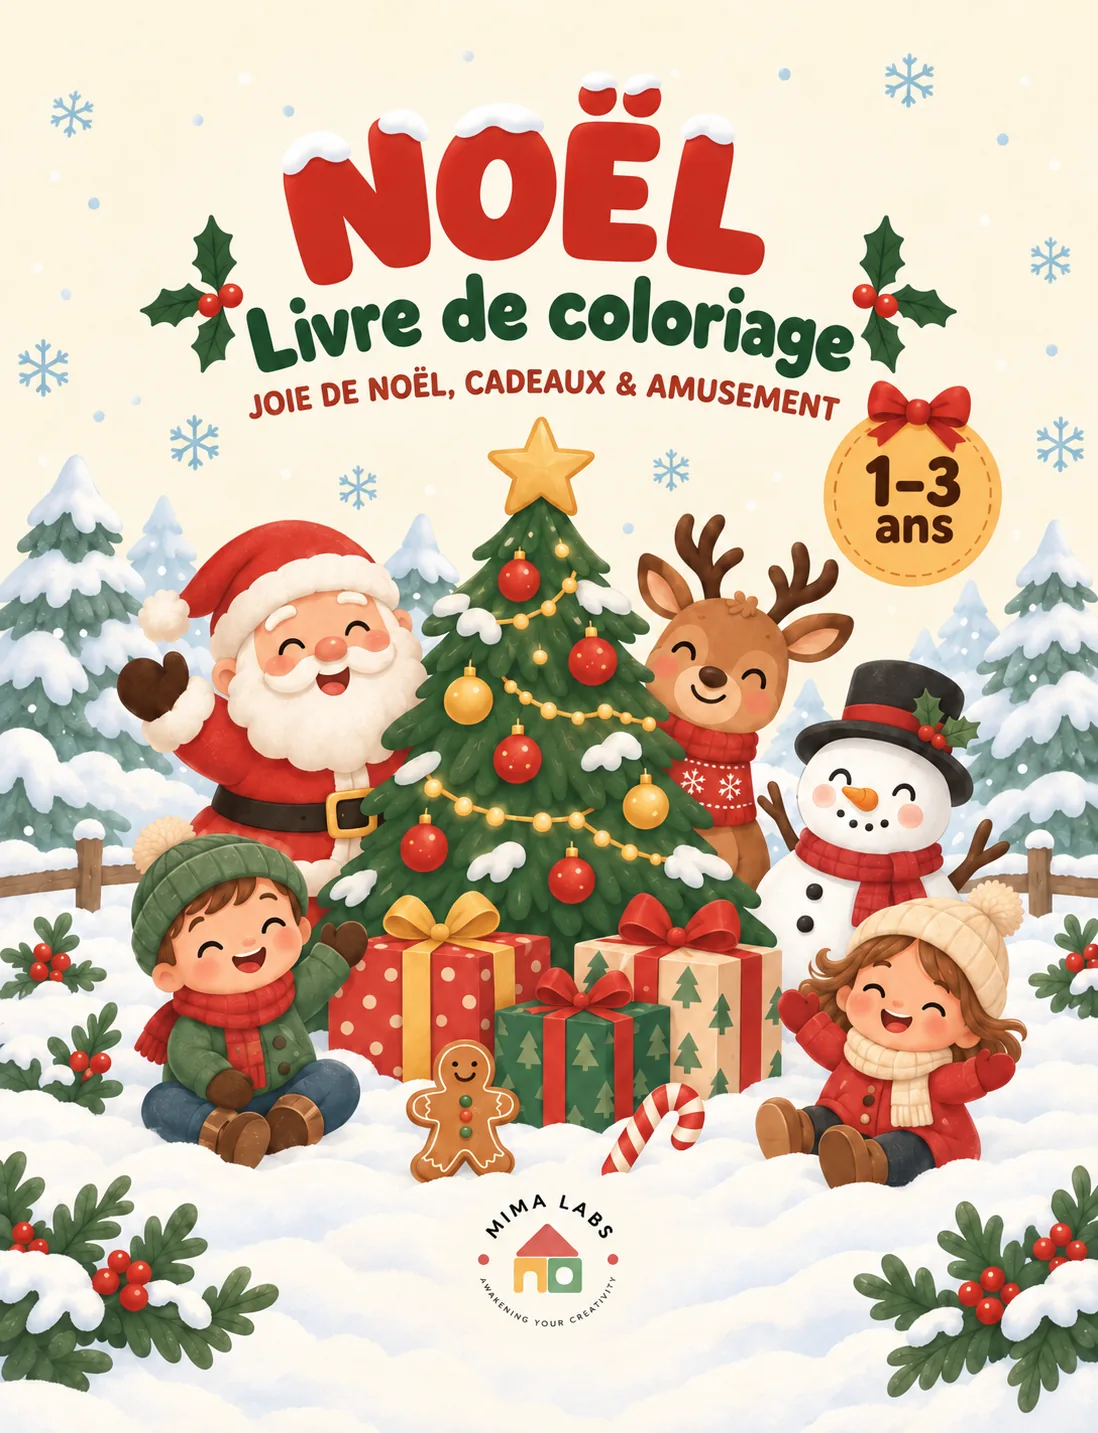 NOËL
Livre de coloriage
JOIE DE NOËL, CADEAUX & AMUSEMENT
1-3
ans
MIMA LABS
AWAKENING YOUR CREATIVITY